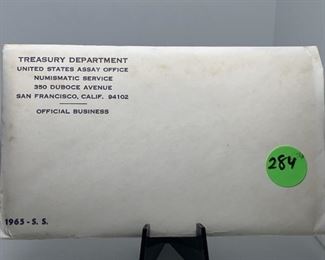 TREASURY DEPARTMENT
UNITED STATES ASSAY OFFICE
NUMISMATIC SERVICE
350 DUBOCE AVENUE
SAN FRANCISCO, CALIF. 94102
OFFICIAL BUSINESS
284
1965 - S. S.